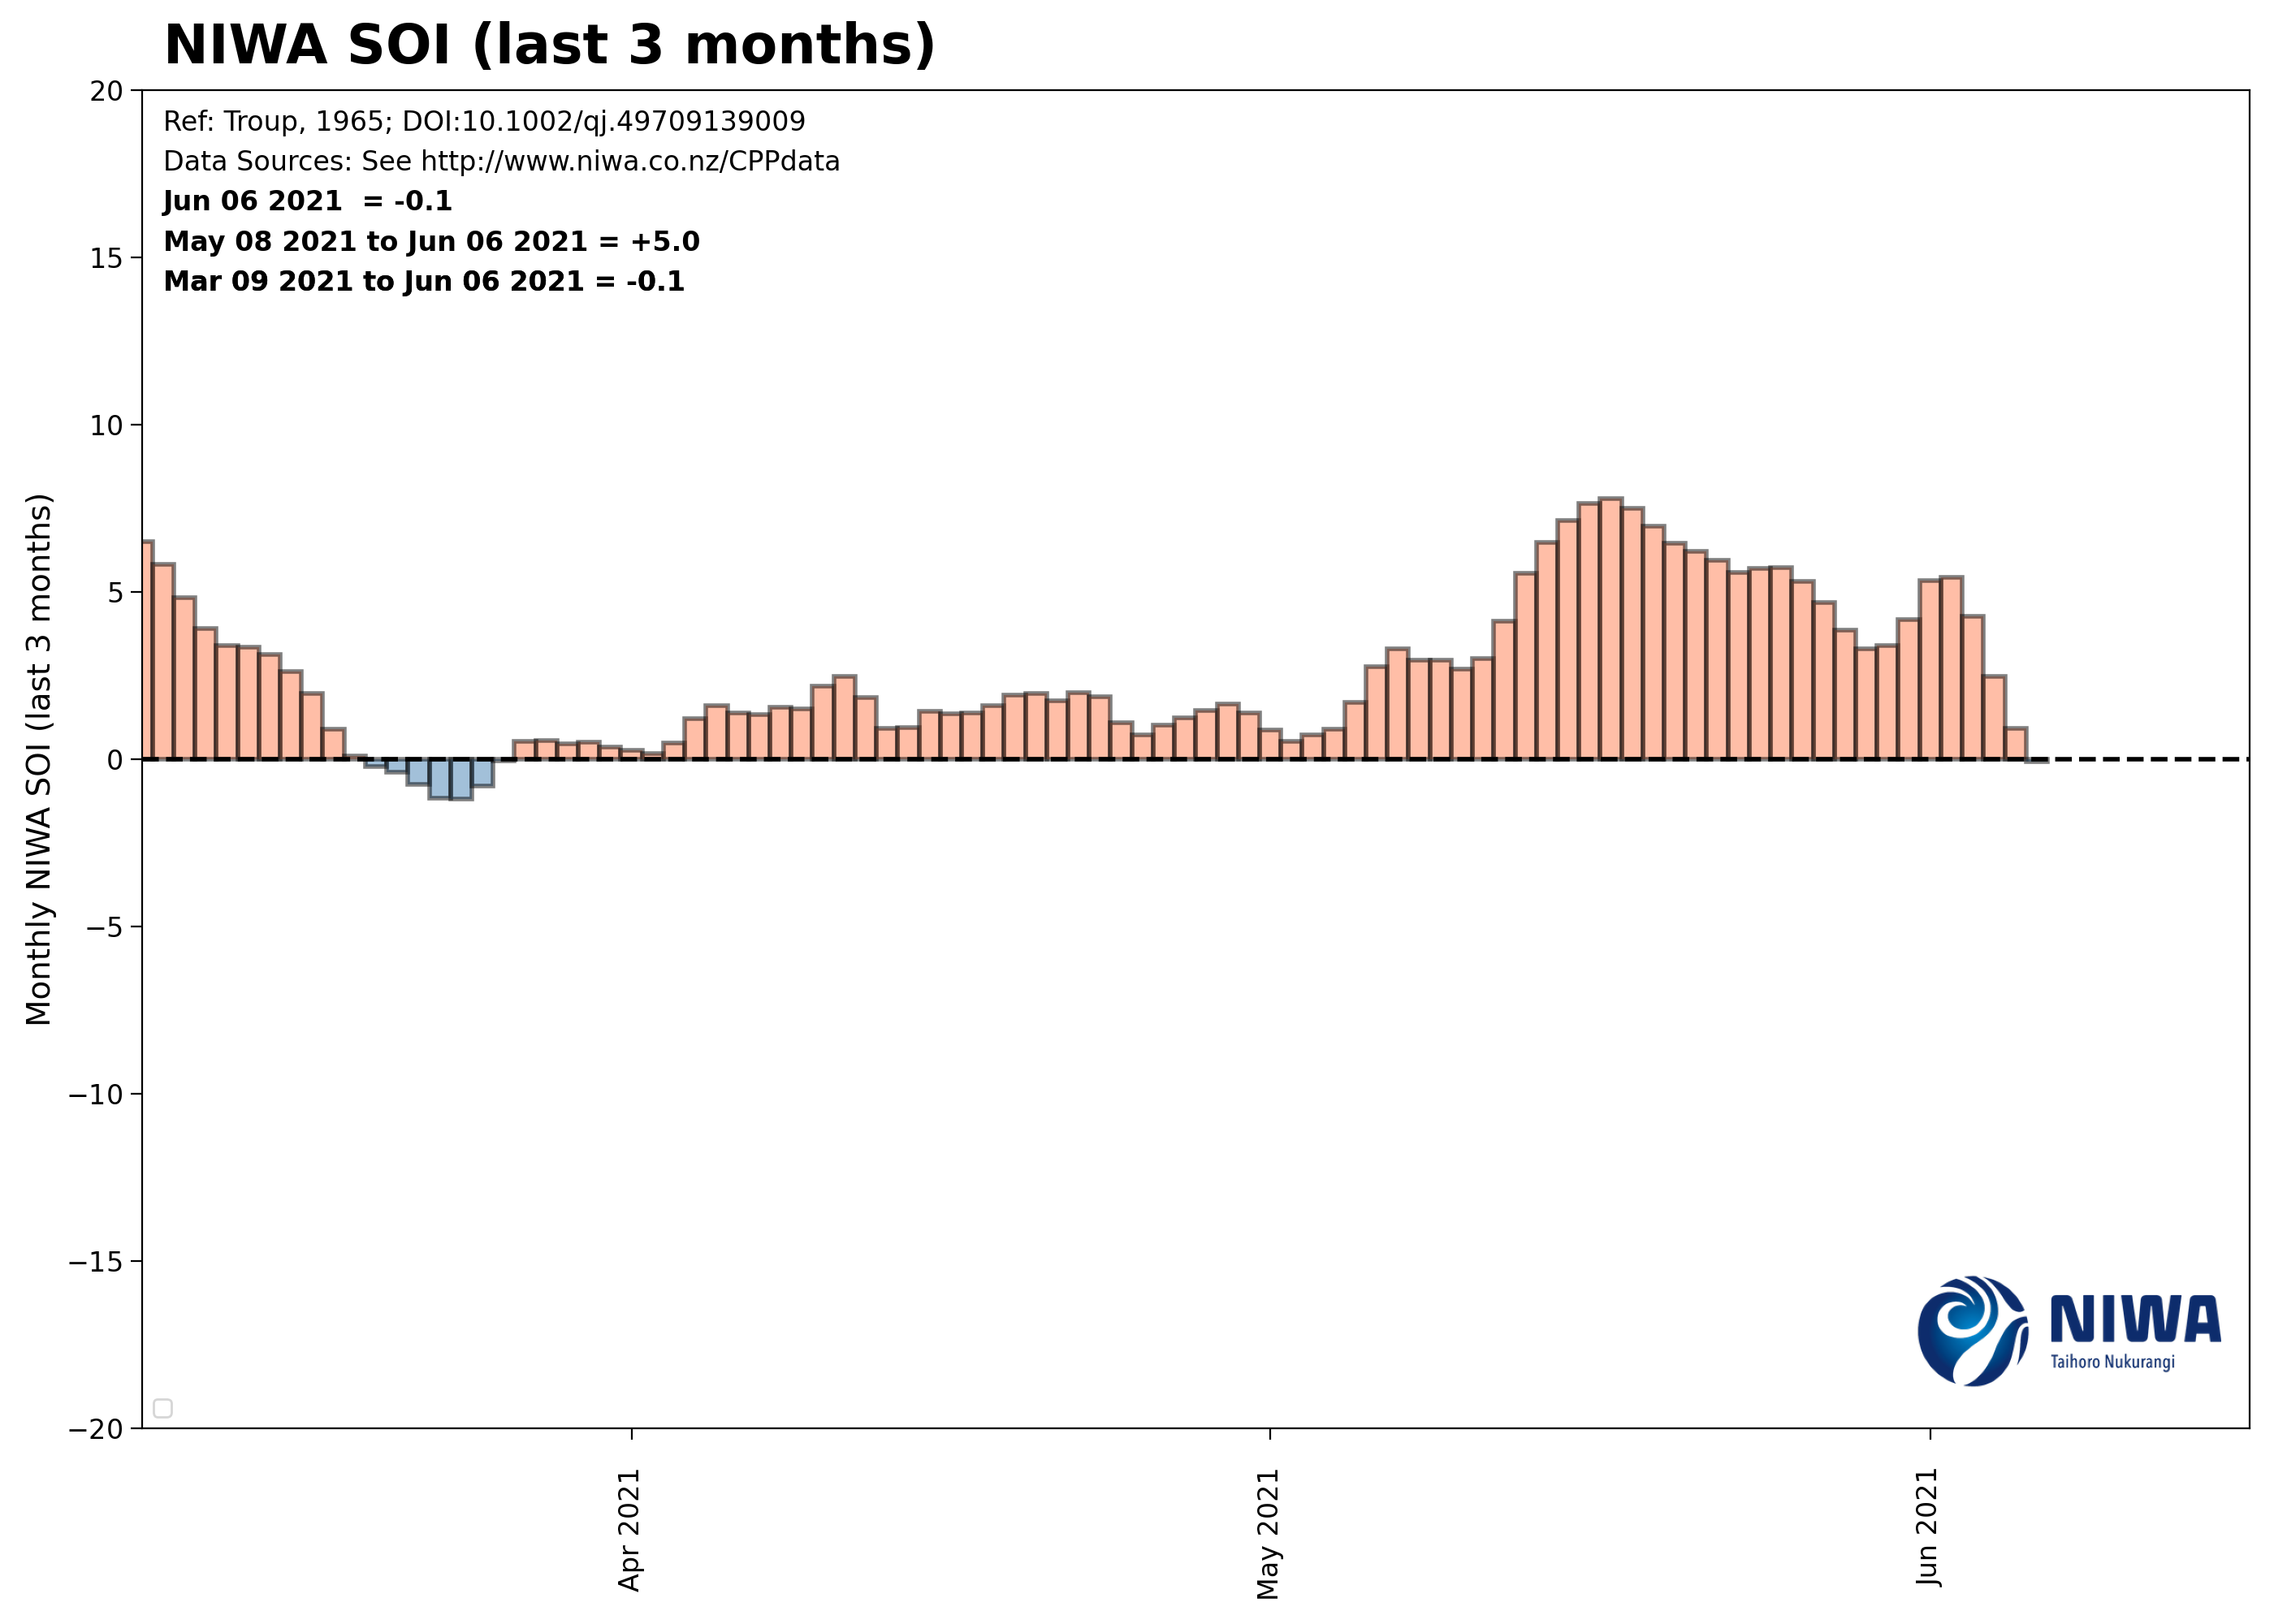 NIWA SOI (last 3 months)
Ref: Troup, 1965; DOI:10.1002/qj.49709139009
Data Sources: See http://www.niwa.co.nz/CPPdata
Jun 06 2021  = -0.1
May 08 2021 to Jun 06 2021 = +5.0
Mar 09 2021 to Jun 06 2021 = -0.1
Monthly NIWA SOI (last 3 months)
20
15
10
5
0
−5
−10
−15
−20
Apr 2021
May 2021
Jun 2021
NIWA
Taihoro Nukurangi